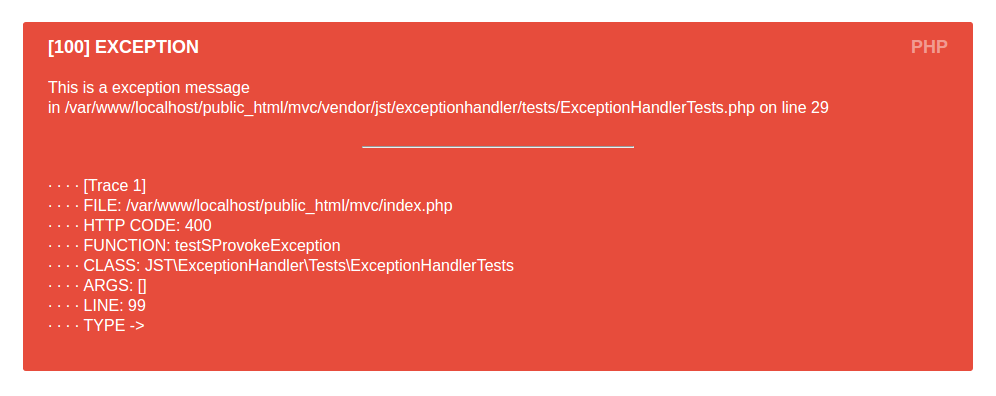 [100] EXCEPTION PHP
This is a exception message
in /var/www/localhost/public_html/mvc/vendor/jst/exceptionhandler/tests/ExceptionHandlerTests.php on line 29
· · · · [Trace 1]
· · · · FILE: /var/www/localhost/public_html/mvc/index.php
· · · · HTTP CODE: 400
· · · · FUNCTION: testSProvokeException
· · · · CLASS: JST\ExceptionHandler\Tests\ExceptionHandlerTests
· · · · ARGS: []
· · · · LINE: 99
· · · · TYPE ->